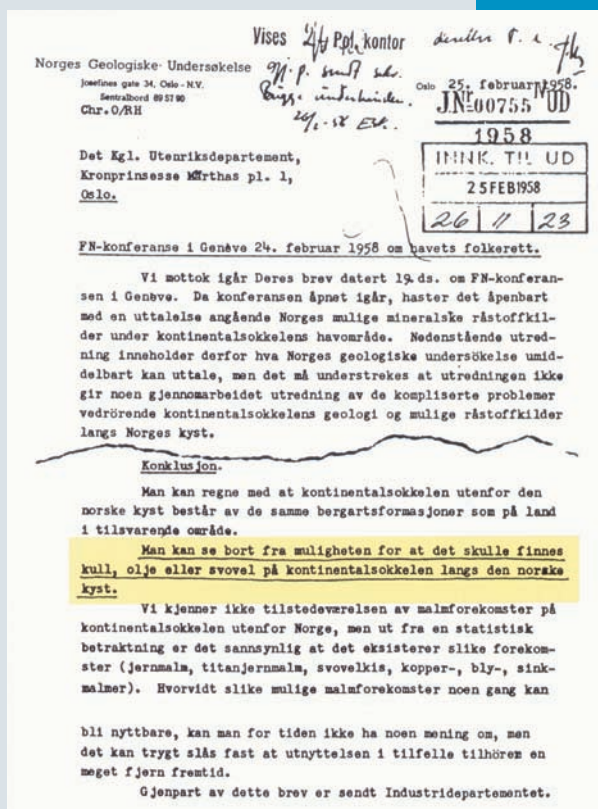 Vises Ppl. kontor
Norges Geologiske Undersøkelse
Josefines gate 34, Oslo - N.V.
Sentralbord 89 57 90
Chr. O/RH
Oslo 25. februar 1958.
J.Nr 00755 UD
1958
INNK. TIL UD
25 FEB 1958
26 11 23
Det Kgl. Utenriksdepartement,
Kronprinsesse Märthas pl. 1,
Oslo.
FN-konferanse i Genève 24. februar 1958 om havets folkerett.
Vi mottok igår Deres brev datert 19. ds. om FN-konferan-
sen i Genève. Da konferansen åpnet igår, haster det åpenbart
med en uttalelse angående Norges mulige mineralske råstoffkil-
der under kontinentalsokkelens havområde. Nedenstående utred-
ning inneholder derfor hva Norges geologiske undersøkelse umid-
delbart kan uttale, men det må understrekes at utredningen ikke
gir noen gjennomarbeidet utredning av de kompliserte problemer
vedrörende kontinentalsokkelens geologi og mulige råstoffkilder
langs Norges kyst.
Konklusjon.
Man kan regne med at kontinentalsokkelen utenfor den
norske kyst består av de samme bergartsformasjoner som på land
i tilsvarende område.
Man kan se bort fra muligheten for at det skulle finnes
kull, olje eller svovel på kontinentalsokkelen langs den norske
kyst.
Vi kjenner ikke tilstedeværelsen av malmforekomster på
kontinentalsokkelen utenfor Norge, men ut fra en statistisk
betraktning er det sannsynlig at det eksisterer slike forekom-
ster (jernmalm, titanjernmalm, svovelkis, kopper-, bly-, sink-
malmer). Hvorvidt slike mulige malmforekomster noen gang kan
bli nyttbare, kan man for tiden ikke ha noen mening om, men
det kan trygt slås fast at utnyttelsen i tilfelle tilhörer en
meget fjern fremtid.
Gjenpart av dette brev er sendt Industridepartementet.